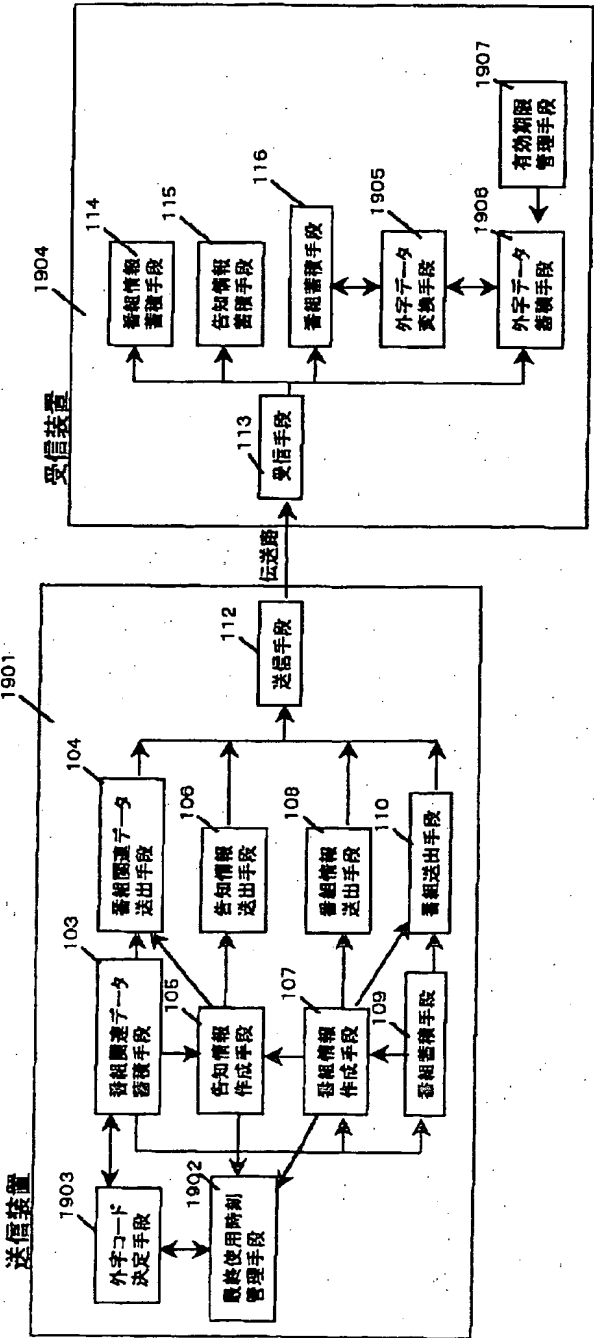 送信装置
1901
1903
外字コード
決定手段
1902
最終使用時刻
管理手段
103
番組関連データ
蓄積手段
104
番組関連データ
送出手段
105
告知情報
作成手段
106
告知情報
送出手段
107
番組情報
作成手段
108
番組情報
送出手段
109
番組蓄積手段
110
番組送出手段
112
送信手段
伝送路
受信装置
1904
113
受信手段
114
番組情報
蓄積手段
115
告知情報
蓄積手段
116
番組蓄積手段
1905
外字データ
変換手段
1908
外字データ
蓄積手段
1907
有効期限
管理手段